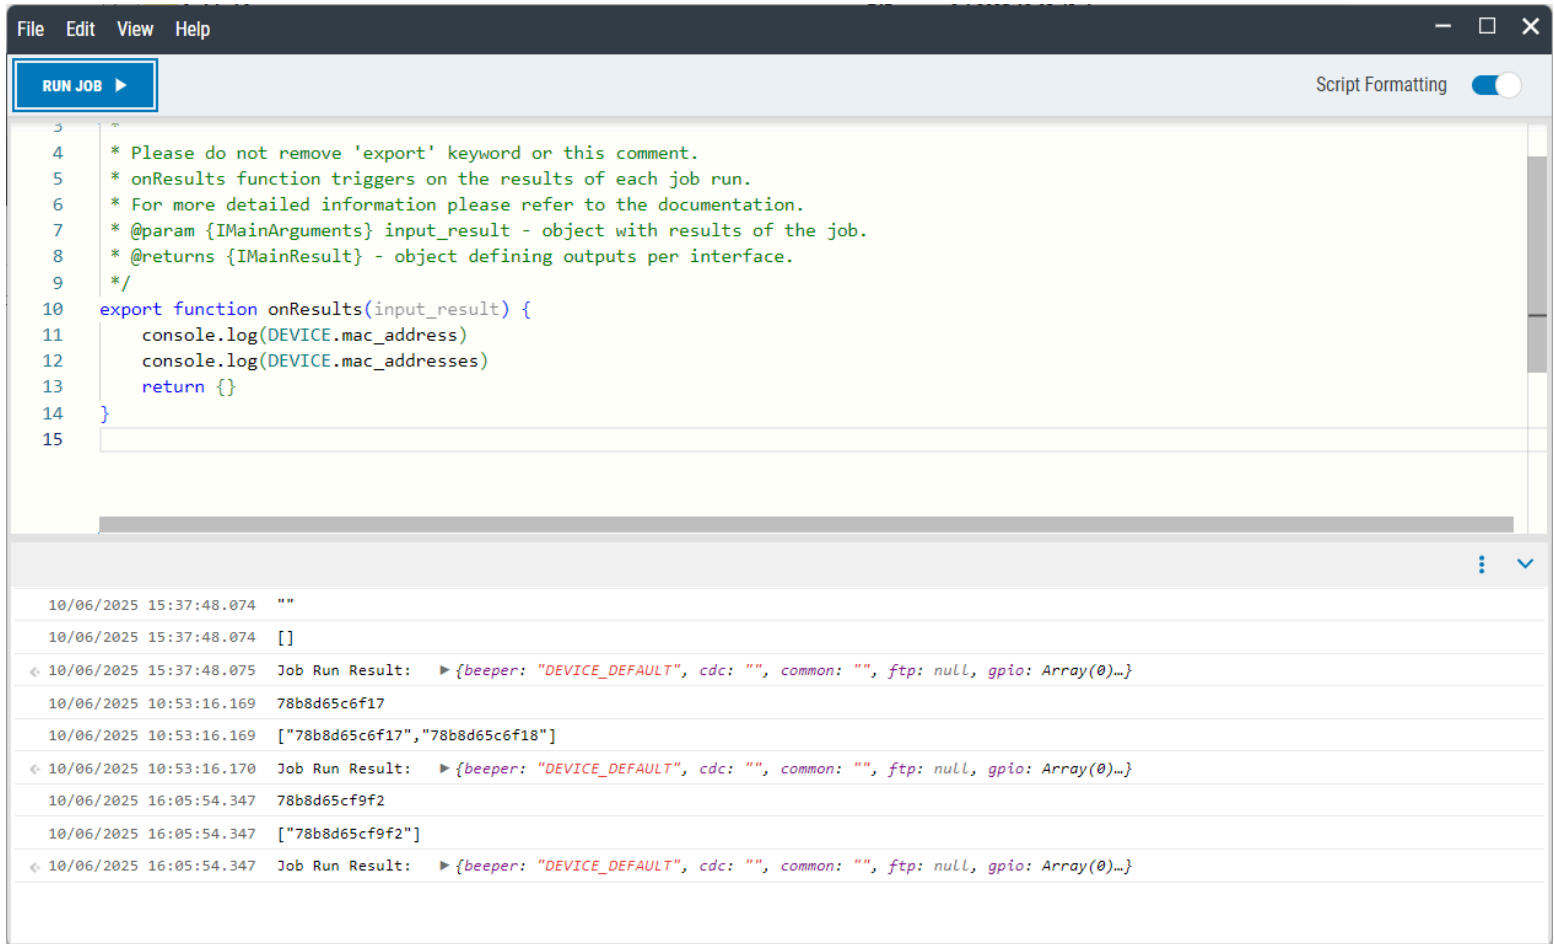 File Edit View Help
RUN JOB
Script Formatting
3 *
4 * Please do not remove 'export' keyword or this comment.
5 * onResults function triggers on the results of each job run.
6 * For more detailed information please refer to the documentation.
7 * @param {IMainArguments} input_result - object with results of the job.
8 * @returns {IMainResult} - object defining outputs per interface.
9 */
10 export function onResults(input_result) {
11 console.log(DEVICE.mac_address)
12 console.log(DEVICE.mac_addresses)
13 return {}
14 }
15
10/06/2025 15:37:48.074 ""
10/06/2025 15:37:48.074 []
10/06/2025 15:37:48.075 Job Run Result: ▶ {beeper: "DEVICE_DEFAULT", cdc: "", common: "", ftp: null, gpio: Array(0)…}
10/06/2025 10:53:16.169 78b8d65c6f17
10/06/2025 10:53:16.169 ["78b8d65c6f17","78b8d65c6f18"]
10/06/2025 10:53:16.170 Job Run Result: ▶ {beeper: "DEVICE_DEFAULT", cdc: "", common: "", ftp: null, gpio: Array(0)…}
10/06/2025 16:05:54.347 78b8d65cf9f2
10/06/2025 16:05:54.347 ["78b8d65cf9f2"]
10/06/2025 16:05:54.347 Job Run Result: ▶ {beeper: "DEVICE_DEFAULT", cdc: "", common: "", ftp: null, gpio: Array(0)…}